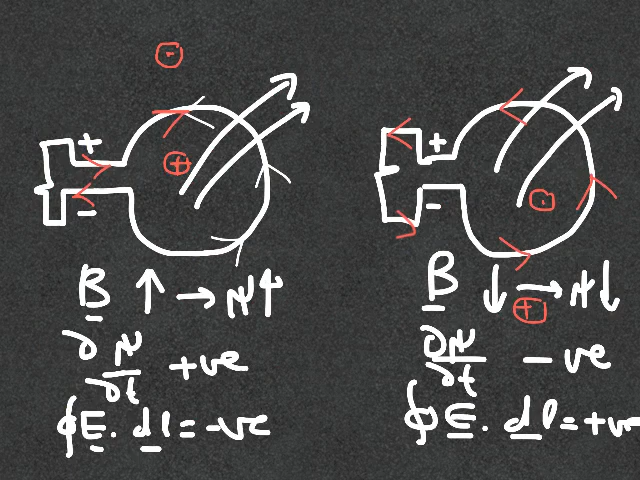 +
-
B ↑ → ψ↑
∂ψ/∂t +ve
∮E.dl=-ve
+
-
B ↓ → ψ↓
∂ψ/∂t -ve
∮E.dl=+ve